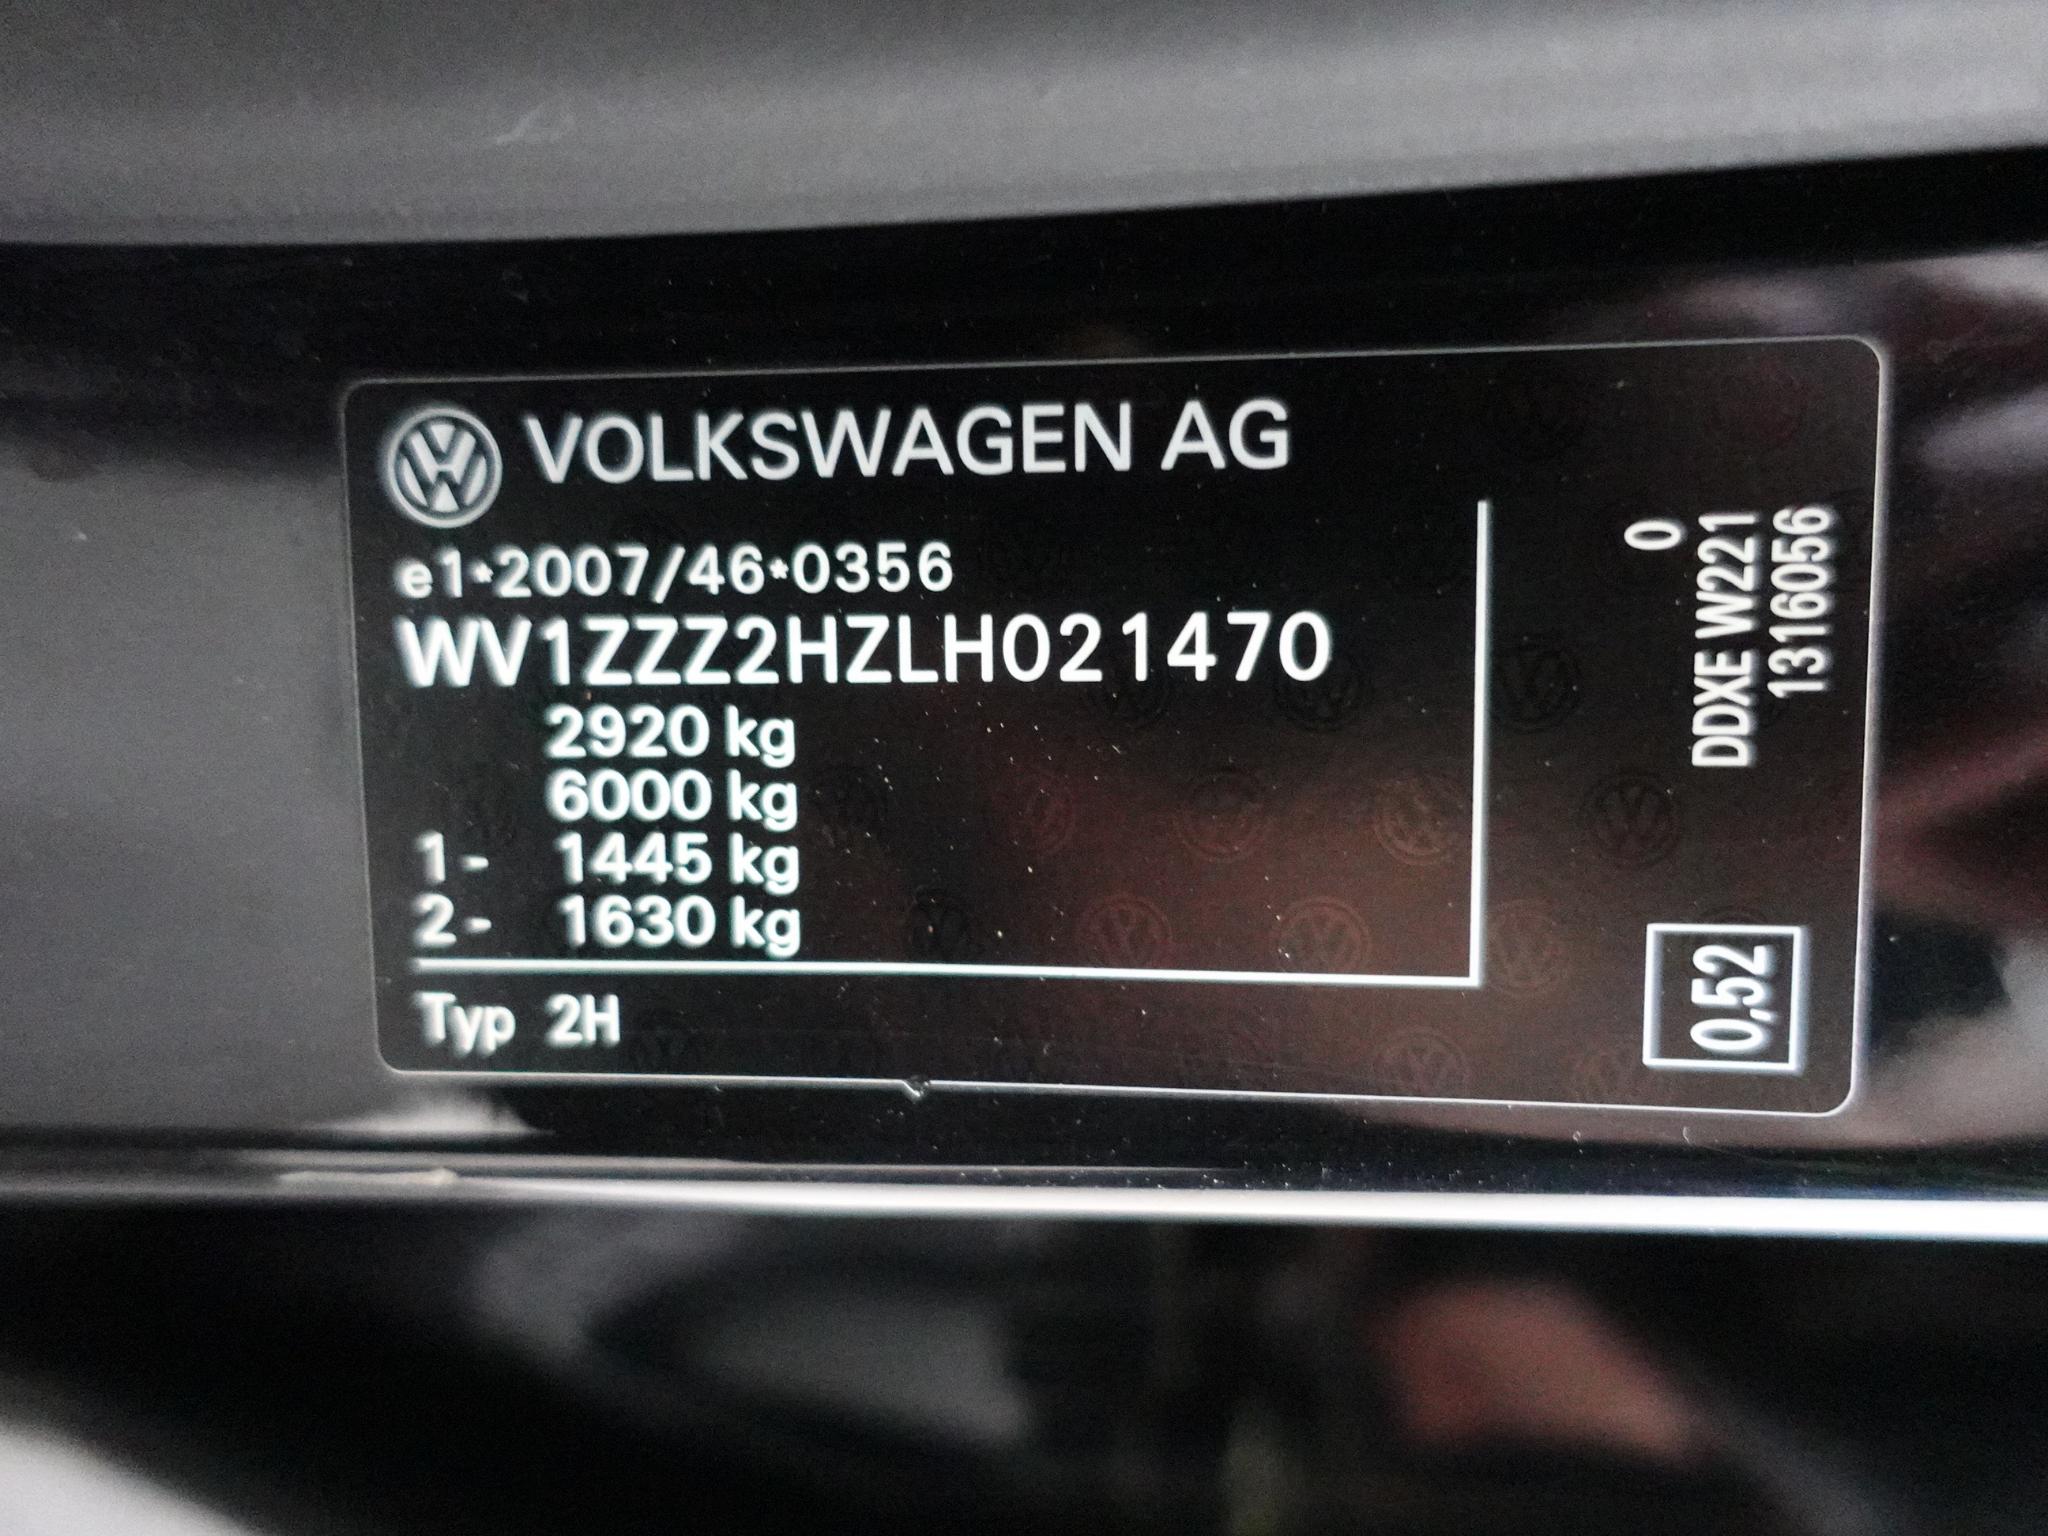 VOLKSWAGEN AG
e1*2007/46*0356
WV1ZZZ2HZLH021470
2920 kg
6000 kg
1- 1445 kg
2- 1630 kg
Typ 2H
0
DDXE W221
1316056
0,52